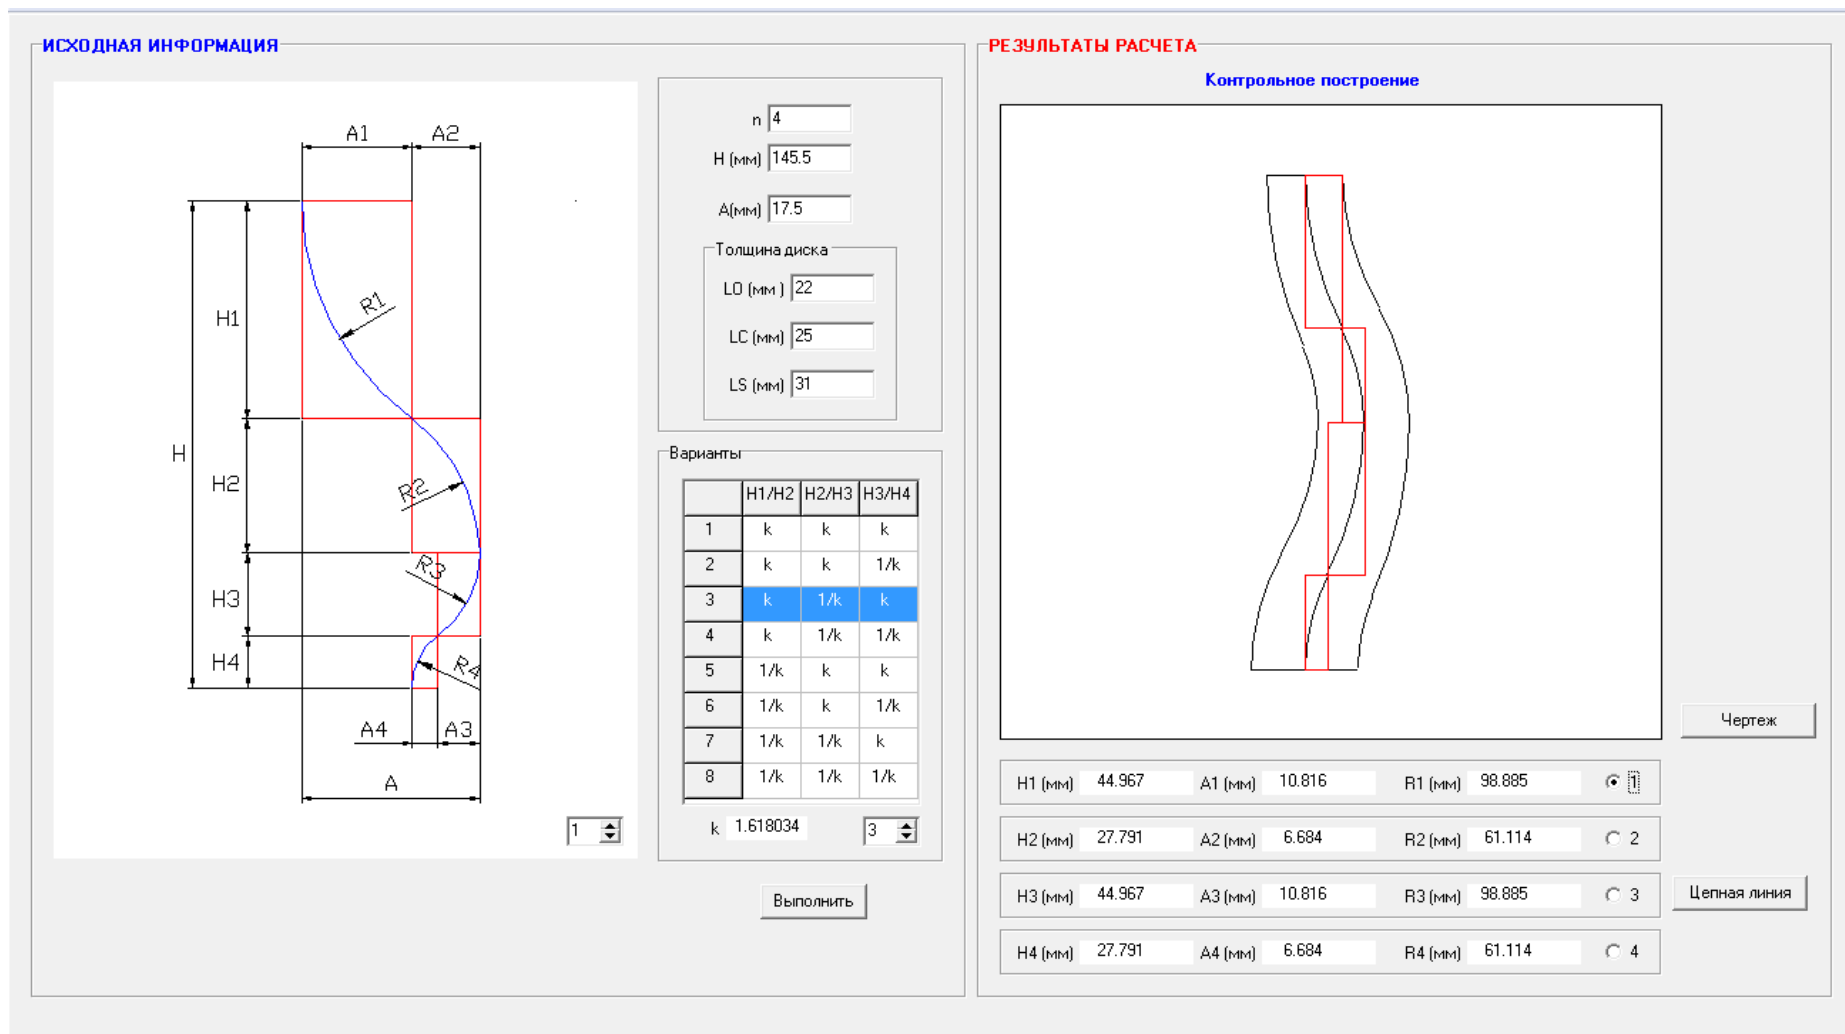 ИСХОДНАЯ ИНФОРМАЦИЯ
A1 A2
H1
R1
H
H2
R2
H3
R3
H4
R4
A4 A3
A
1
n 4
H (мм) 145.5
A(мм) 17.5
Толщина диска
LO (мм ) 22
LC (мм) 25
LS (мм) 31
Варианты
H1/H2 H2/H3 H3/H4
1 k k k
2 k k 1/k
3 k 1/k k
4 k 1/k 1/k
5 1/k k k
6 1/k k 1/k
7 1/k 1/k k
8 1/k 1/k 1/k
k 1.618034 3
Выполнить
РЕЗУЛЬТАТЫ РАСЧЕТА
Контрольное построение
Чертеж
H1 (мм) 44.967 A1 (мм) 10.816 R1 (мм) 98.885 1
H2 (мм) 27.791 A2 (мм) 6.684 R2 (мм) 61.114 2
H3 (мм) 44.967 A3 (мм) 10.816 R3 (мм) 98.885 3
Цепная линия
H4 (мм) 27.791 A4 (мм) 6.684 R4 (мм) 61.114 4